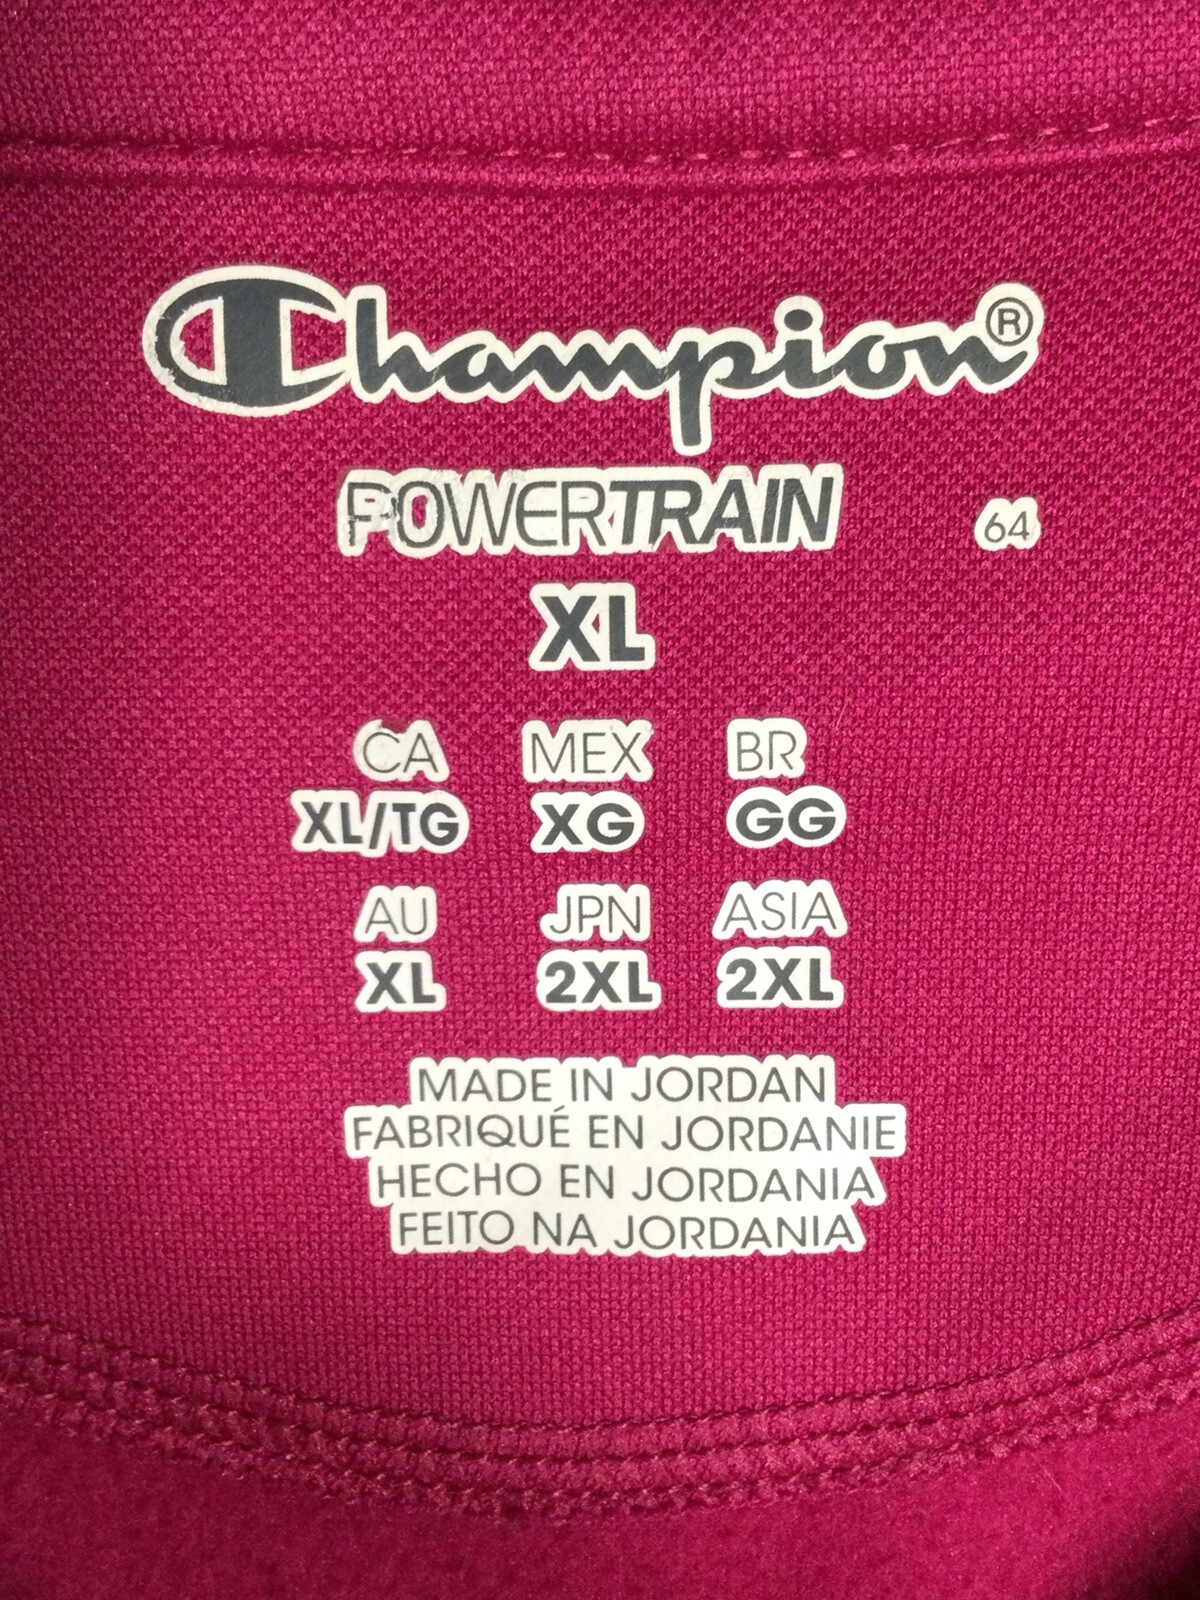 Champion®
POWERTRAIN 64
XL
CA MEX BR
XL/TG XG GG
AU JPN ASIA
XL 2XL 2XL
MADE IN JORDAN
FABRIQUÉ EN JORDANIE
HECHO EN JORDANIA
FEITO NA JORDANIA